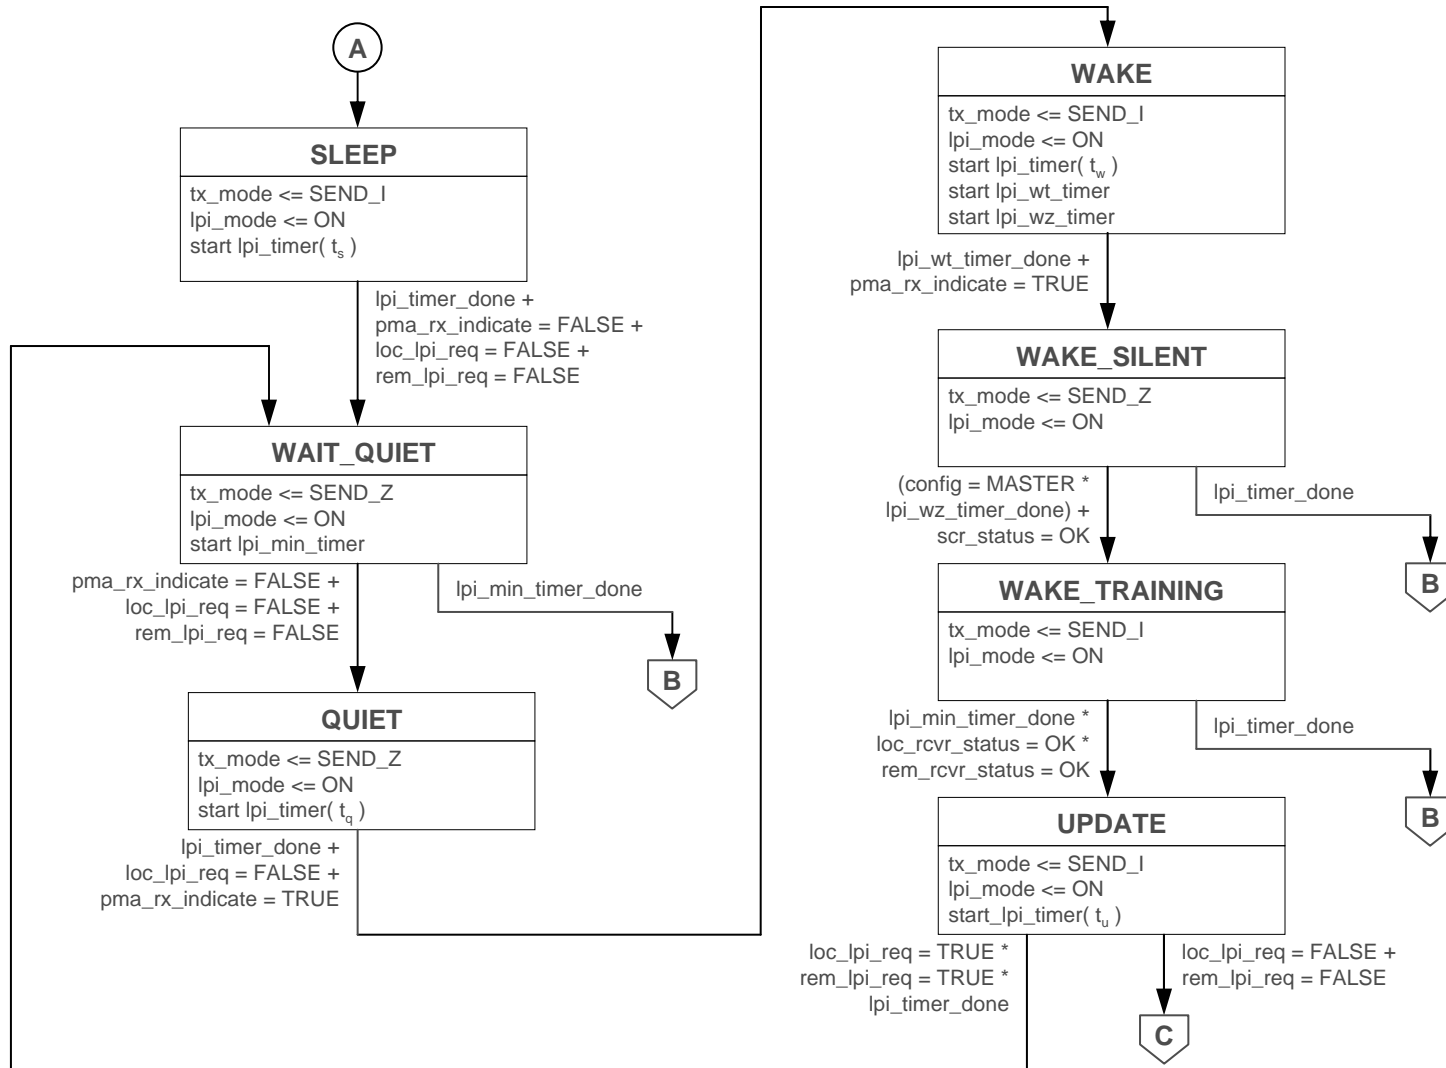 A
SLEEP
tx_mode <= SEND_I
lpi_mode <= ON
start lpi_timer( ts )
lpi_timer_done +
pma_rx_indicate = FALSE +
loc_lpi_req = FALSE +
rem_lpi_req = FALSE
WAIT_QUIET
tx_mode <= SEND_Z
lpi_mode <= ON
start lpi_min_timer
pma_rx_indicate = FALSE +
loc_lpi_req = FALSE +
rem_lpi_req = FALSE
lpi_min_timer_done
B
QUIET
tx_mode <= SEND_Z
lpi_mode <= ON
start lpi_timer( tq )
lpi_timer_done +
loc_lpi_req = FALSE +
pma_rx_indicate = TRUE
WAKE
tx_mode <= SEND_I
lpi_mode <= ON
start lpi_timer( tw )
start lpi_wt_timer
start lpi_wz_timer
lpi_wt_timer_done +
pma_rx_indicate = TRUE
WAKE_SILENT
tx_mode <= SEND_Z
lpi_mode <= ON
(config = MASTER *
lpi_wz_timer_done) +
scr_status = OK
lpi_timer_done
B
WAKE_TRAINING
tx_mode <= SEND_I
lpi_mode <= ON
lpi_min_timer_done *
loc_rcvr_status = OK *
rem_rcvr_status = OK
lpi_timer_done
B
UPDATE
tx_mode <= SEND_I
lpi_mode <= ON
start_lpi_timer( tu )
loc_lpi_req = TRUE *
rem_lpi_req = TRUE *
lpi_timer_done
loc_lpi_req = FALSE +
rem_lpi_req = FALSE
C